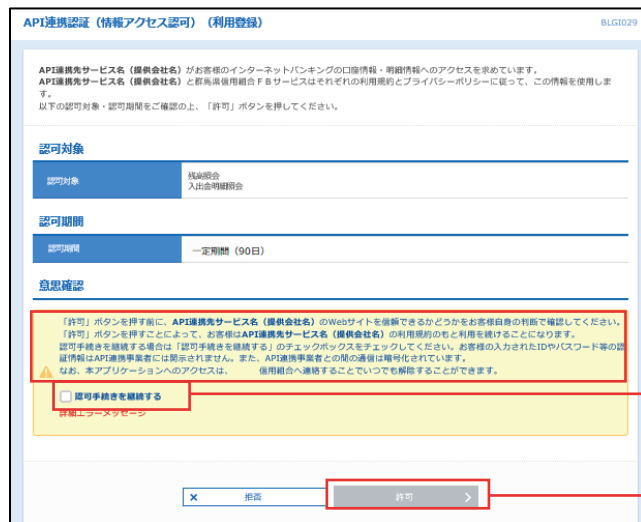 API連携認証（情報アクセス認可）（利用登録）
BLGI029
API連携先サービス名（提供会社名）がお客様のインターネットバンキングの口座情報・明細情報へのアクセスを求めています。
API連携先サービス名（提供会社名）と群馬県信用組合ＦＢサービスはそれぞれの利用規約とプライバシーポリシーに従って、この情報を使用しま
す。
以下の認可対象・認可期間をご確認の上、「許可」ボタンを押してください。
認可対象
認可対象
残高照会
入出金明細照会
認可期間
認可期間
一定期間（90日）
意思確認
「許可」ボタンを押す前に、API連携先サービス名（提供会社名）のWebサイトを信頼できるかどうかをお客様自身の判断で確認してください。
「許可」ボタンを押すことによって、お客様はAPI連携先サービス名（提供会社名）の利用規約のもと利用を続けることになります。
認可手続きを継続する場合は「認可手続きを継続する」のチェックボックスをチェックしてください。お客様の入力されたIDやパスワード等の認
証情報はAPI連携事業者には開示されません。また、API連携事業者との間の通信は暗号化されています。
なお、本アプリケーションへのアクセスは、 信用組合へ連絡することでいつでも解除することができます。
認可手続きを継続する
詳細エラーメッセージ
× 拒否
許可